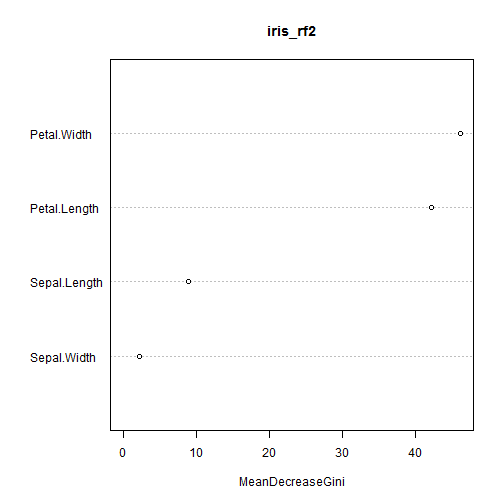 iris_rf2
Petal.Width
Petal.Length
Sepal.Length
Sepal.Width
0 10 20 30 40
MeanDecreaseGini